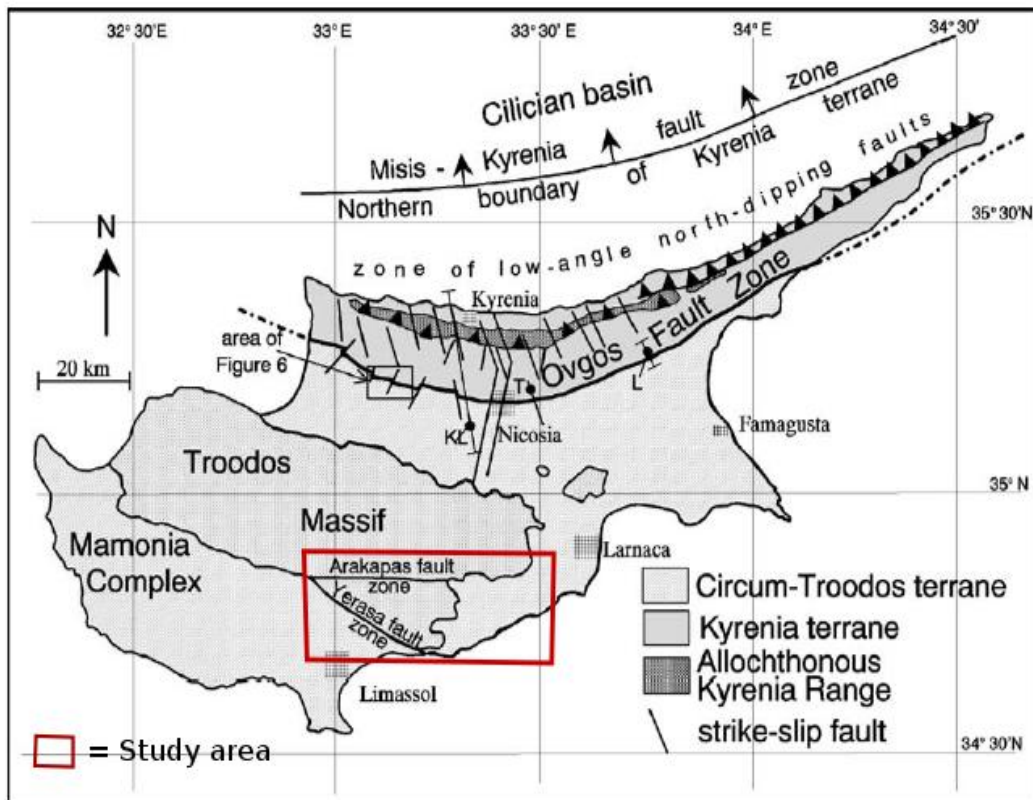 32° 30' E
33° E
33° 30' E
34° E
34° 30'
Cilician basin
Misis - Kyrenia fault zone
Northern boundary of Kyrenia terrane
35° 30' N
N
zone of low-angle north-dipping faults
Kyrenia
area of
Figure 6
20 km
Ovgos Fault Zone
T
L
KL
Nicosia
Famagusta
Troodos
Massif
35° N
Mamonia
Complex
Larnaca
Arakapas fault
zone
Yerasa fault
zone
Limassol
Circum-Troodos terrane
Kyrenia terrane
Allochthonous
Kyrenia Range
strike-slip fault
= Study area
34° 30 N